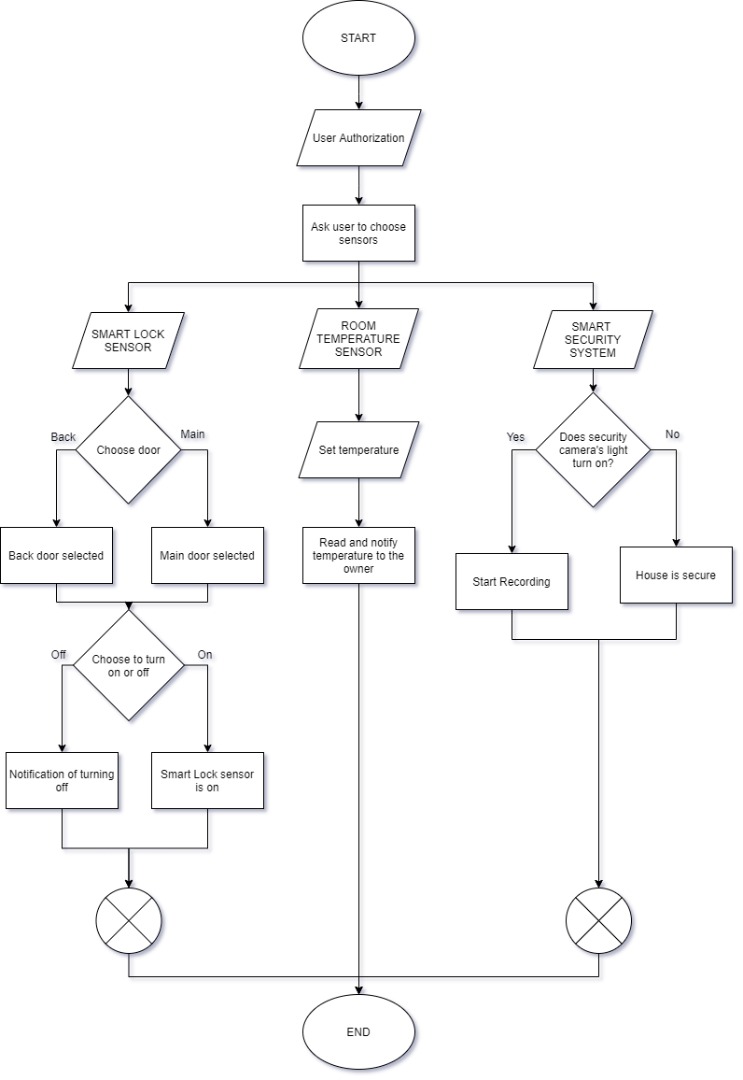 START
User Authorization
Ask user to choose
sensors
SMART LOCK
SENSOR
ROOM
TEMPERATURE
SENSOR
SMART
SECURITY
SYSTEM
Back
Main
Choose door
Yes
No
Does security
camera's light
turn on?
Set temperature
Back door selected
Main door selected
Read and notify
temperature to the
owner
Start Recording
House is secure
Off
On
Choose to turn
on or off
Notification of turning
off
Smart Lock sensor
is on
END